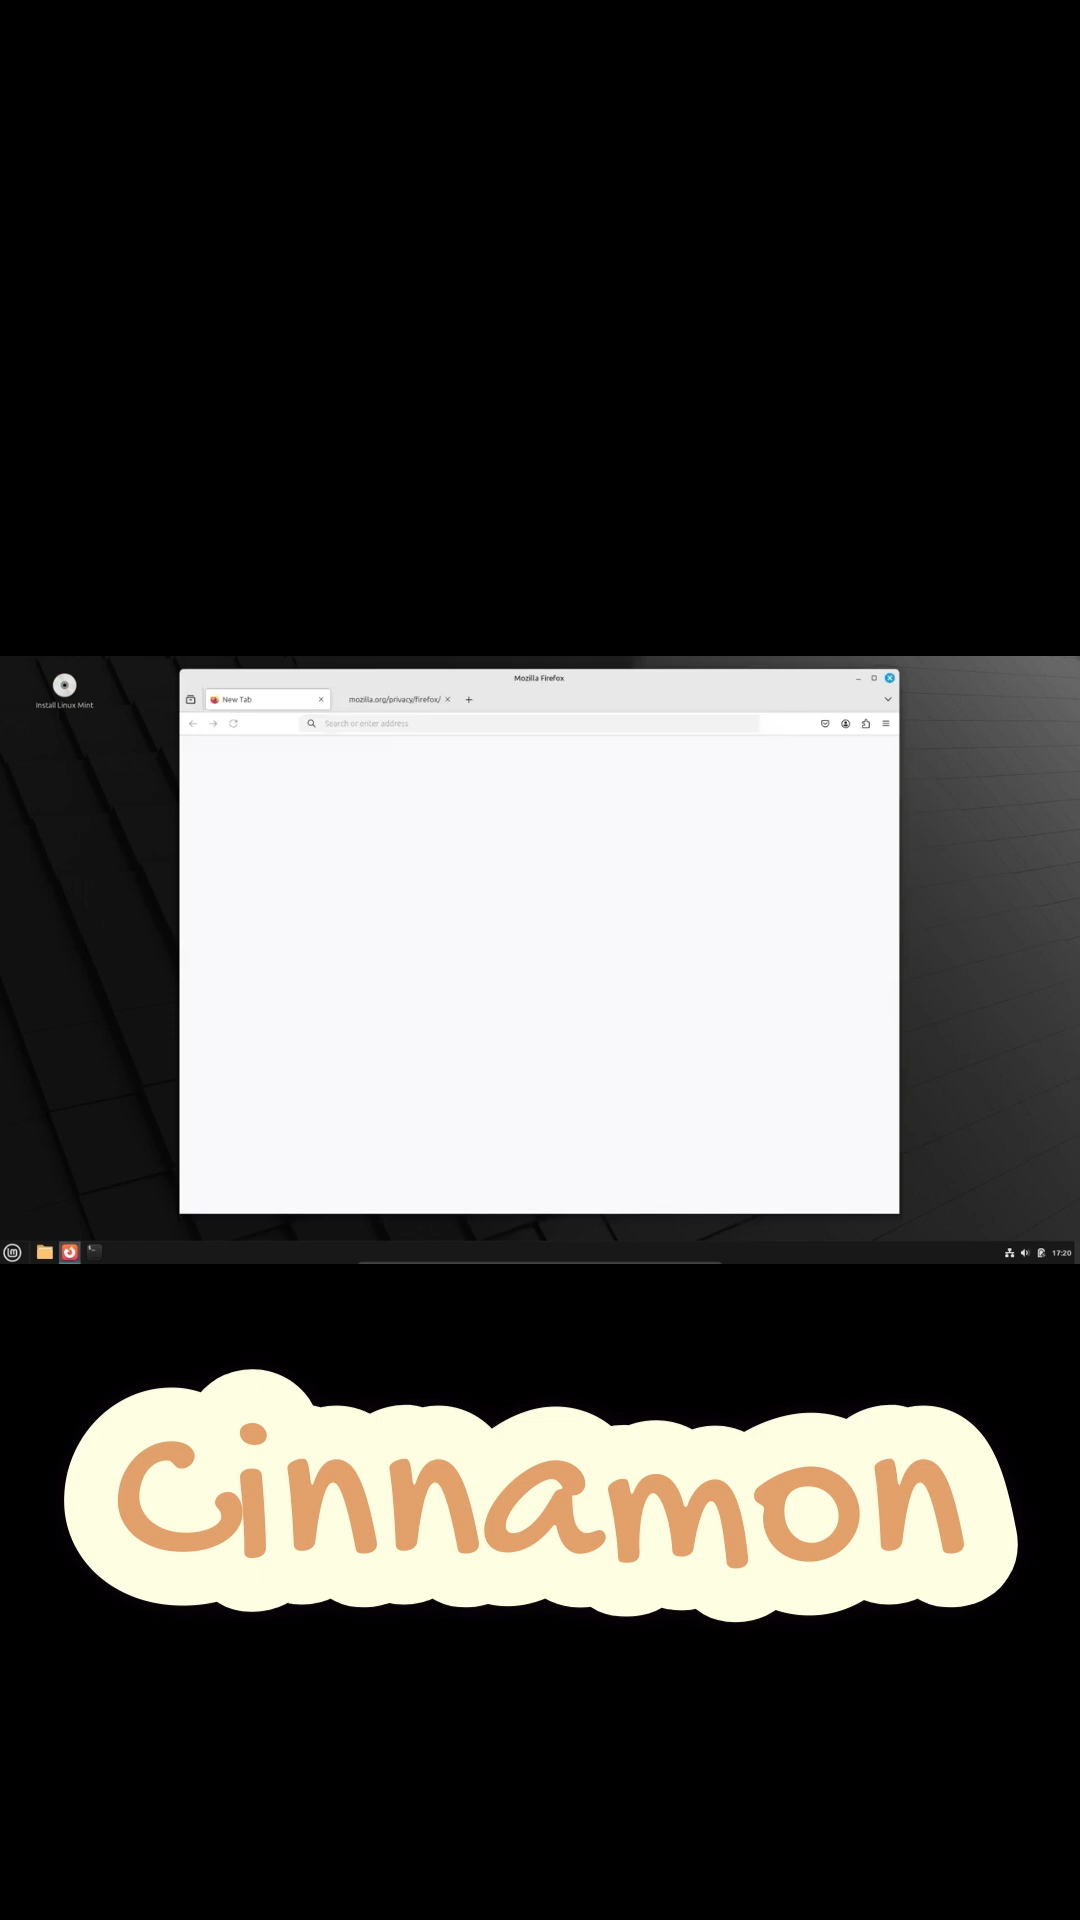 Install Linux Mint
Mozilla Firefox
New Tab
mozilla.org/privacy/firefox/
Search or enter address
17:20
Cinnamon